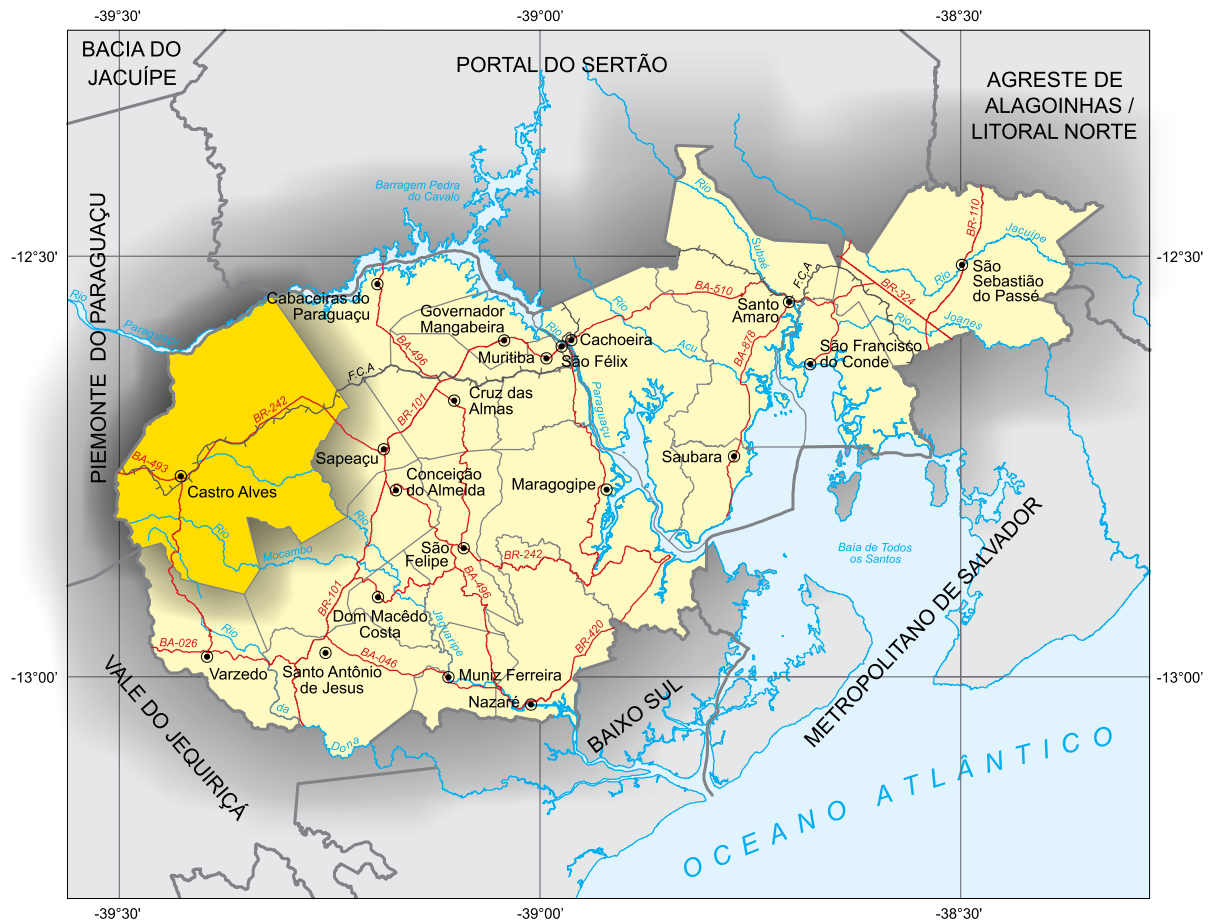 -39°30'
-39°00'
-38°30'
BACIA DO
JACUÍPE
PORTAL DO SERTÃO
AGRESTE DE
ALAGOINHAS /
LITORAL NORTE
Barragem Pedra
do Cavalo
Rio
BR-110
Jacuípe
PIEMONTE DO PARAGUAÇU
Subaé
-12°30'
-12°30'
Rio
São
Sebastião
do Passé
F.C.A
BR-324
BA-510
Cabaceiras do
Paraguaçu
Rio
Santo
Amaro
Rio
Paraguaçu
Governador
Mangabeira
Rio
Rio
Joanes
Cachoeira
Muritiba
São Félix
BA-496
Acu
BA-878
São Francisco
do Conde
F.C.A
Cruz das
Almas
BR-242
BR-101
Paraguaçu
BA-493
Sapeaçu
Saubara
Castro Alves
Conceição
do Almeida
Maragogipe
Rio
Rio
Mocambo
São
Felipe
BR-242
Baía de Todos
os Santos
METROPOLITANO DE SALVADOR
BR-101
BA-496
Dom Macêdo
Costa
Jaguaripe
BR-420
Rio
BA-026
BA-046
Varzedo
Santo Antônio
de Jesus
Muniz Ferreira
-13°00'
-13°00'
Nazaré
da
Dona
BAIXO SUL
VALE DO JEQUIRIÇÁ
OCEANO ATLÂNTICO
-39°30'
-39°00'
-38°30'